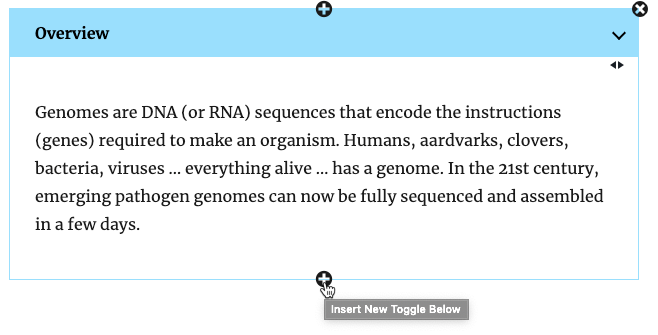 Overview
Genomes are DNA (or RNA) sequences that encode the instructions
(genes) required to make an organism. Humans, aardvarks, clovers,
bacteria, viruses ... everything alive ... has a genome. In the 21st century,
emerging pathogen genomes can now be fully sequenced and assembled
in a few days.
Insert New Toggle Below